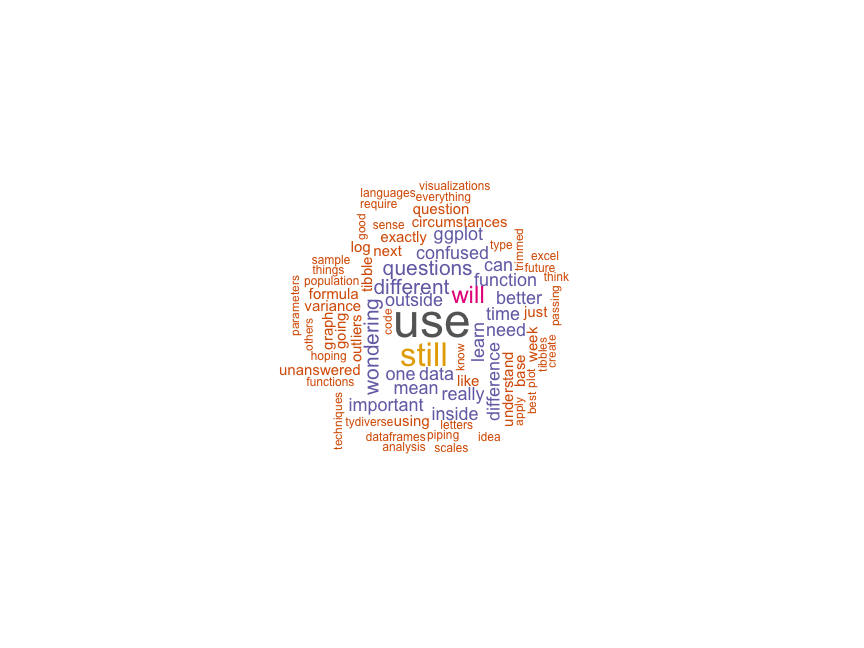 visualizations
languages
everything
require
question
good
sense
circumstances
exactly
ggplot
type
trimmed
log
next
confused
excel
sample
things
tibble
questions
can
future
think
population
different
function
parameters
formula
outside
will
better
passing
variance
others
graph
going
outliers
wondering
code
use
time
just
learn
need
hoping
still
know
difference
understand
base
week
tibbles
create
unanswered
functions
one
data
like
mean
really
apply
best
plot
important
inside
techniques
tydiverse
using
letters
dataframes
piping
idea
analysis
scales